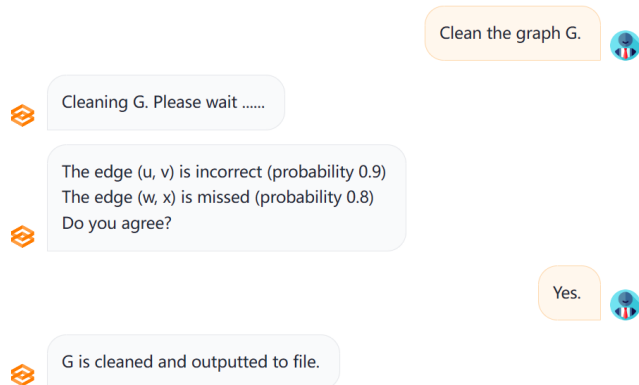 Clean the graph G.
Cleaning G. Please wait ......
The edge (u, v) is incorrect (probability 0.9)
The edge (w, x) is missed (probability 0.8)
Do you agree?
Yes.
G is cleaned and outputted to file.